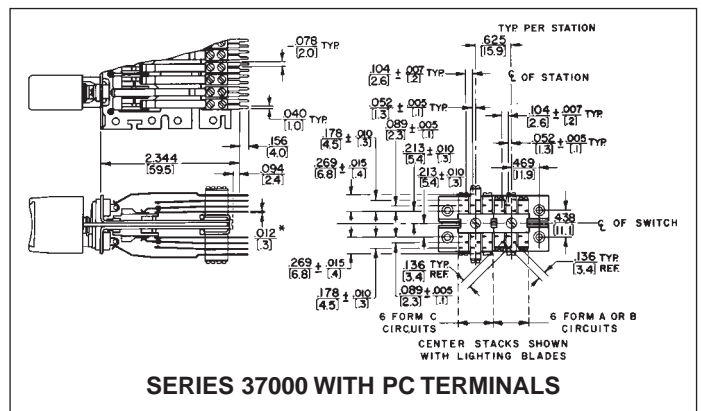 .078 TYP.
[2.0]
.040
[1.0]
.156
[4.0]
2.344
[59.5]
.094
[2.4]
.012 *
[.3]
TYP. PER STATION
.625
[15.9]
℄ OF STATION
.104 ± .007 TYP.
[2.6] [.2]
.052 ± .005 TYP.
[1.3] [.1]
.089 ± .005
[2.3] [.1]
.178 ± .010
[4.5] [.3]
.213 ± .010
[5.4] [.3]
.269 ± .015
[6.8] [.4]
.213 ± .010
[5.4] [.3]
.104 ± .007 TYP.
[2.6] [.2]
.052 ± .005 TYP.
[1.3] [.1]
.469
[11.9]
.438
[11.1]
℄ OF SWITCH
.269 ± .015
[6.8] [.4]
.136 TYP.
[3.4] REF.
.136 TYP.
[3.4] REF.
.178 ± .010
[4.5] [.3]
.089 ± .005
[2.3] [.1]
6 FORM C
CIRCUITS
6 FORM A OR B
CIRCUITS
CENTER STACKS SHOWN
WITH LIGHTING BLADES
SERIES 37000 WITH PC TERMINALS